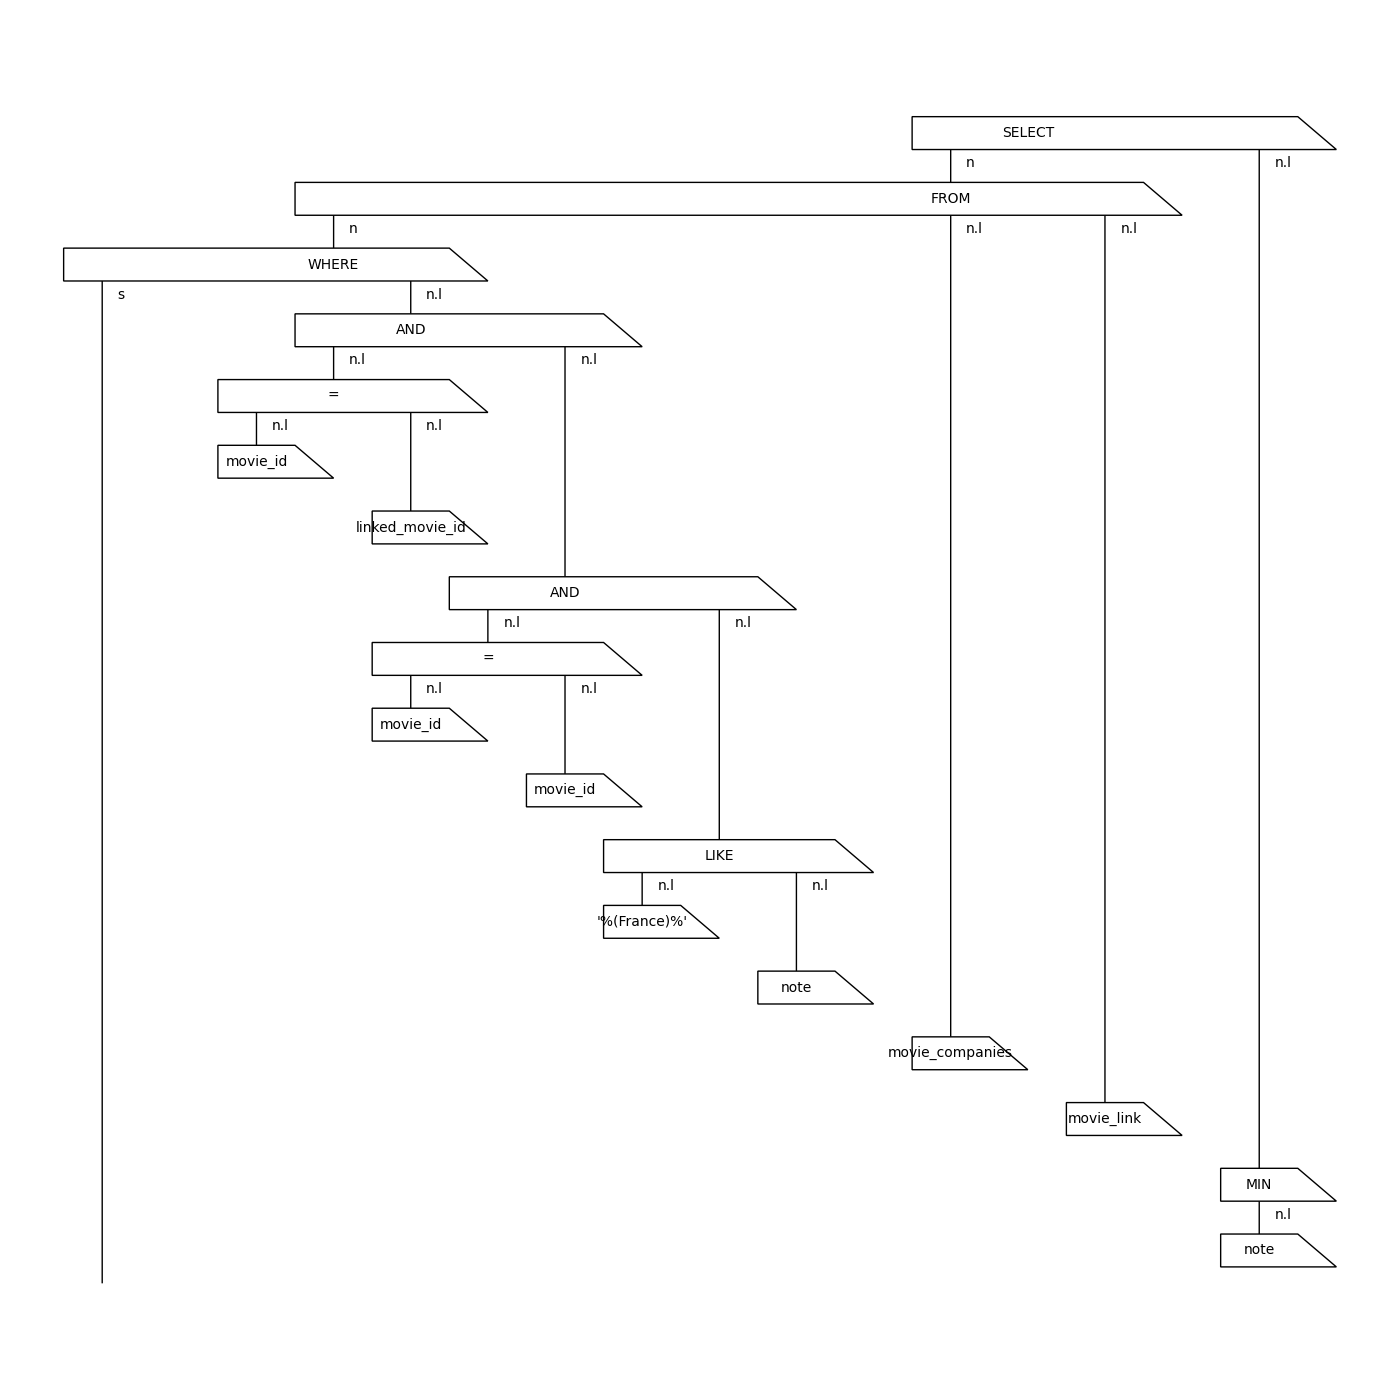 SELECT
n n.l
FROM
n n.l n.l
WHERE
s n.l
AND
n.l n.l
=
n.l n.l
movie_id
linked_movie_id
AND
n.l n.l
=
n.l n.l
movie_id
movie_id
LIKE
n.l n.l
'%(France)%'
note
movie_companies
movie_link
MIN
n.l
note